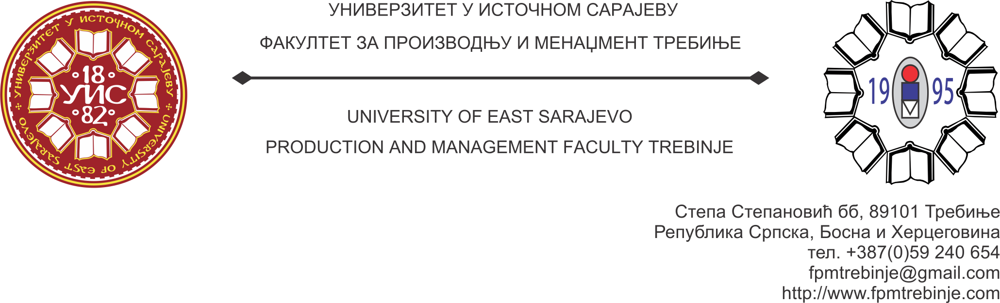 УНИВЕРЗИТЕТ У ИСТОЧНОМ САРАЈЕВУ
ФАКУЛТЕТ ЗА ПРОИЗВОДЊУ И МЕНАЏМЕНТ ТРЕБИЊЕ
UNIVERSITY OF EAST SARAJEVO
PRODUCTION AND MANAGEMENT FACULTY TREBINJE
УНИВЕРЗИТЕТ У ИСТОЧНОМ САРАЈЕВУ
UNIVERSITY OF EAST SARAJEVO
18
УИС
82
19 95
Степа Степановић бб, 89101 Требиње
Република Српска, Босна и Херцеговина
тел. +387(0)59 240 654
fpmtrebinje@gmail.com
http://www.fpmtrebinje.com